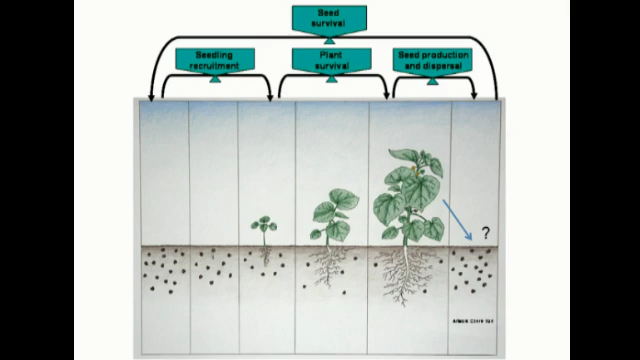 Seed
survival
Seedling
recruitment
Plant
survival
Seed production
and dispersal
?